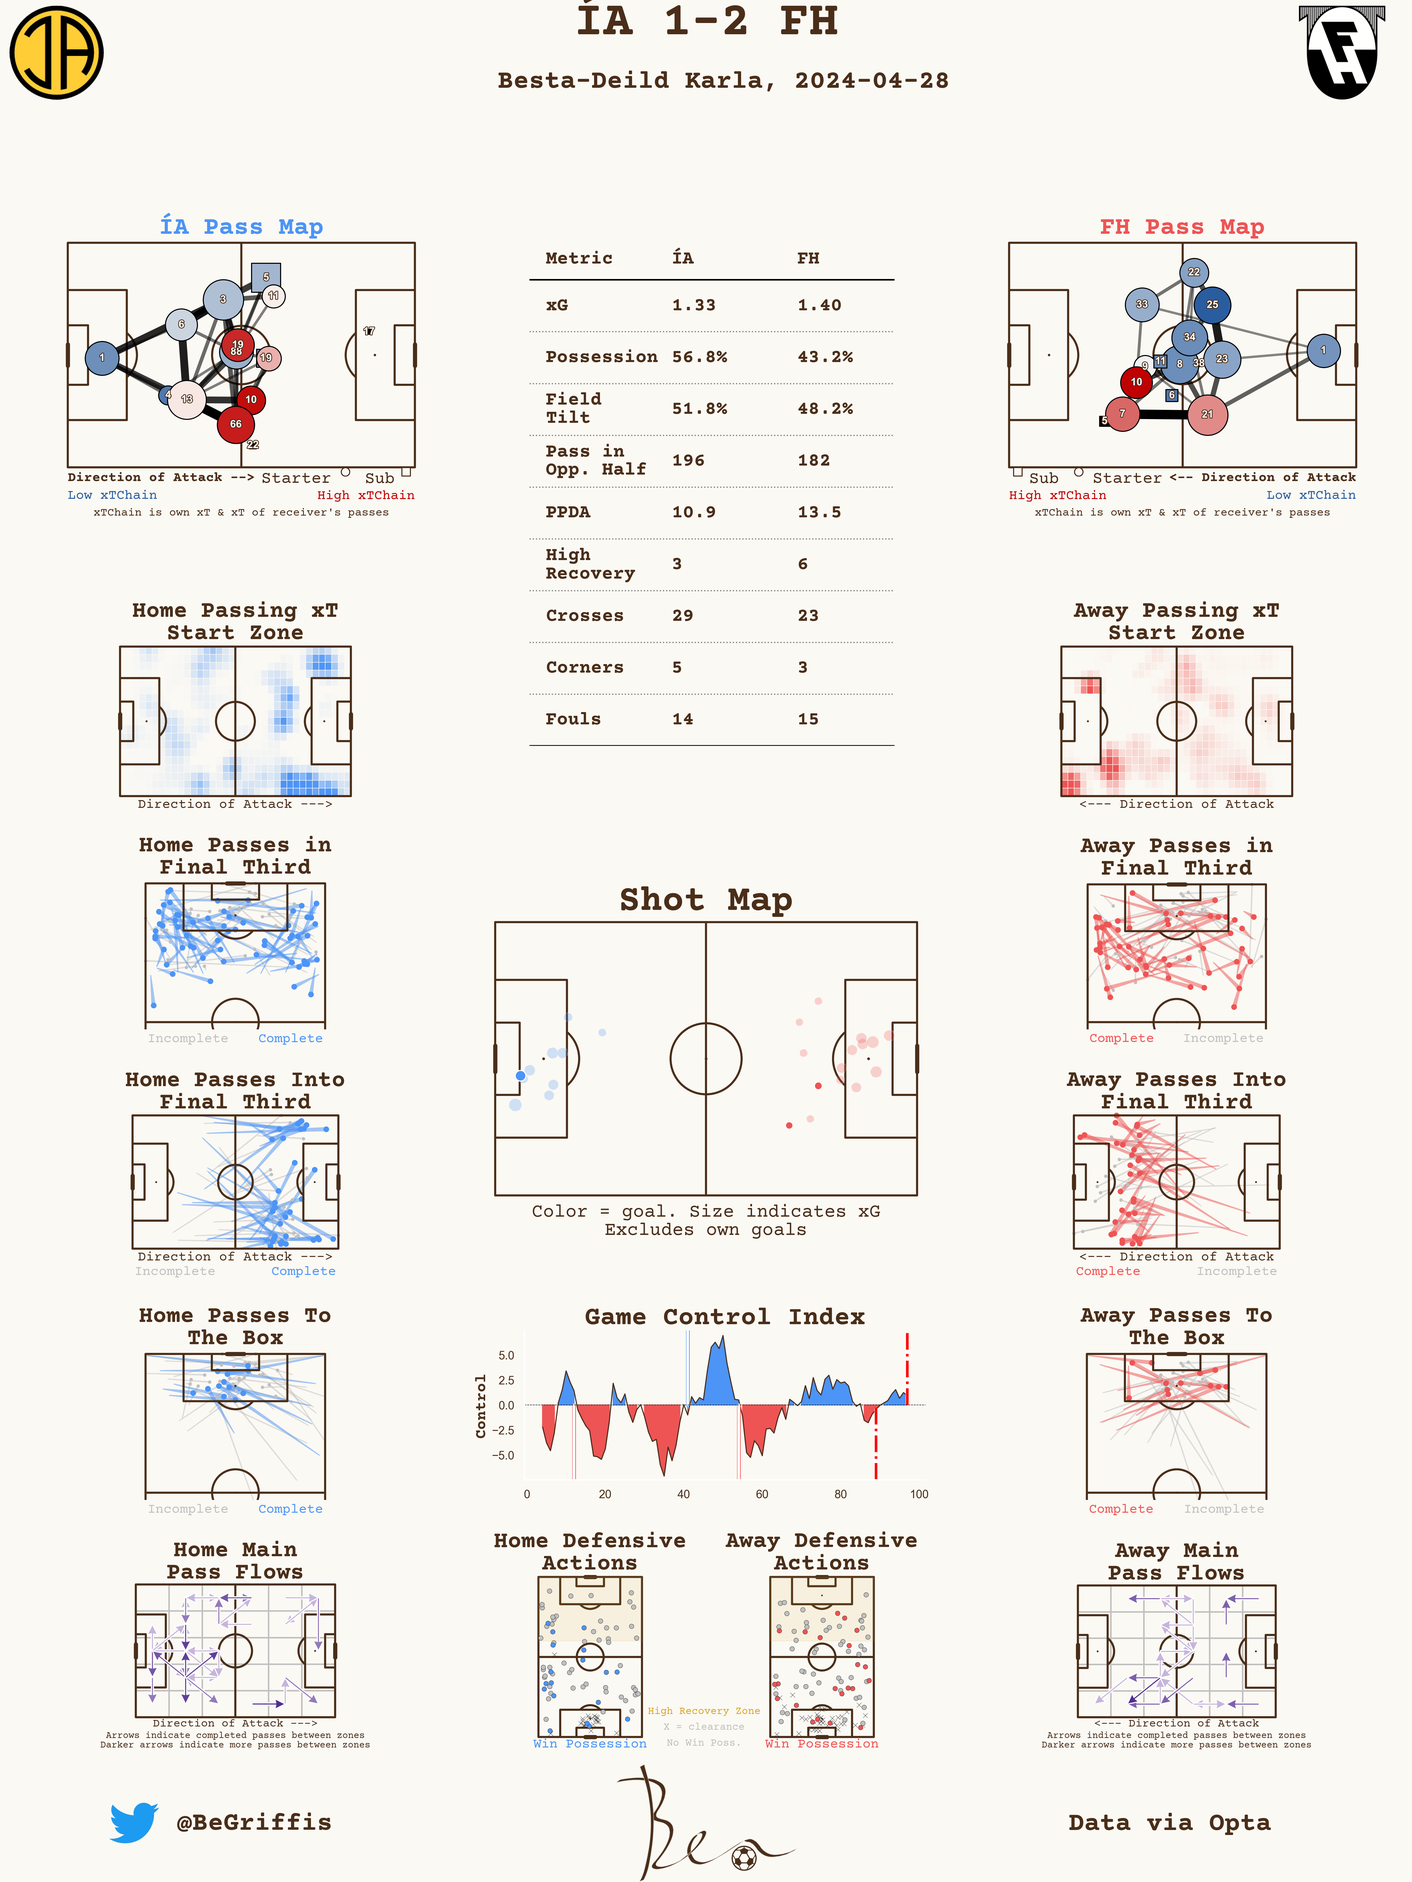 ÍA 1-2 FH
Besta-Deild Karla, 2024-04-28
ÍA Pass Map
5
11
3
6
19
88
19
1
17
4
13
10
66
22
Direction of Attack --> Starter Sub
Low xTChain High xTChain
xTChain is own xT & xT of receiver's passes
Metric ÍA FH
xG 1.33 1.40
Possession 56.8% 43.2%
Field
Tilt 51.8% 48.2%
Pass in
Opp. Half 196 182
PPDA 10.9 13.5
High
Recovery 3 6
Crosses 29 23
Corners 5 3
Fouls 14 15
FH Pass Map
22
33
25
34
1
9
11
8
38
23
10
6
7
5
21
Sub Starter <-- Direction of Attack
High xTChain Low xTChain
xTChain is own xT & xT of receiver's passes
Home Passing xT
Start Zone
Direction of Attack --->
Away Passing xT
Start Zone
<--- Direction of Attack
Home Passes in
Final Third
Incomplete Complete
Away Passes in
Final Third
Complete Incomplete
Shot Map
Color = goal. Size indicates xG
Excludes own goals
Home Passes Into
Final Third
Direction of Attack --->
Incomplete Complete
Away Passes Into
Final Third
<--- Direction of Attack
Complete Incomplete
Home Passes To
The Box
Incomplete Complete
Game Control Index
Control
5.0
2.5
0.0
−2.5
−5.0
0 20 40 60 80 100
Away Passes To
The Box
Complete Incomplete
Home Main
Pass Flows
Direction of Attack --->
Arrows indicate completed passes between zones
Darker arrows indicate more passes between zones
Home Defensive
Actions
Win Possession
Away Defensive
Actions
Win Possession
High Recovery Zone
X = clearance
No Win Poss.
Away Main
Pass Flows
<--- Direction of Attack
Arrows indicate completed passes between zones
Darker arrows indicate more passes between zones
@BeGriffis
Ben
Data via Opta